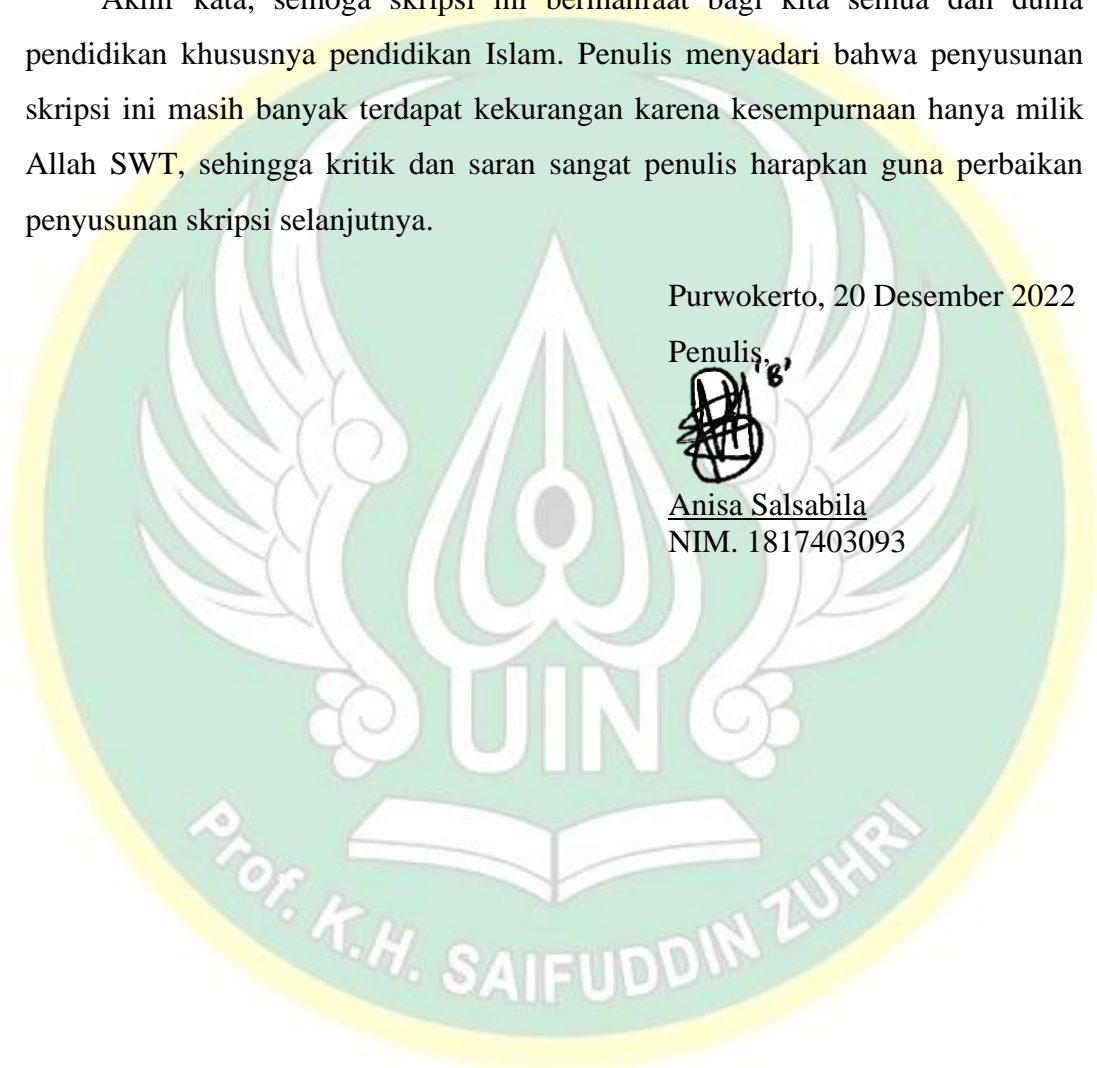 Akhir kata, semoga skripsi ini bermanfaat bagi kita semua dan dunia
pendidikan khususnya pendidikan Islam. Penulis menyadari bahwa penyusunan
skripsi ini masih banyak terdapat kekurangan karena kesempurnaan hanya milik
Allah SWT, sehingga kritik dan saran sangat penulis harapkan guna perbaikan
penyusunan skripsi selanjutnya.
Purwokerto, 20 Desember 2022
Penulis,
Anisa Salsabila
NIM. 1817403093
UIN
Prof. K.H. SAIFUDDIN ZUHRI